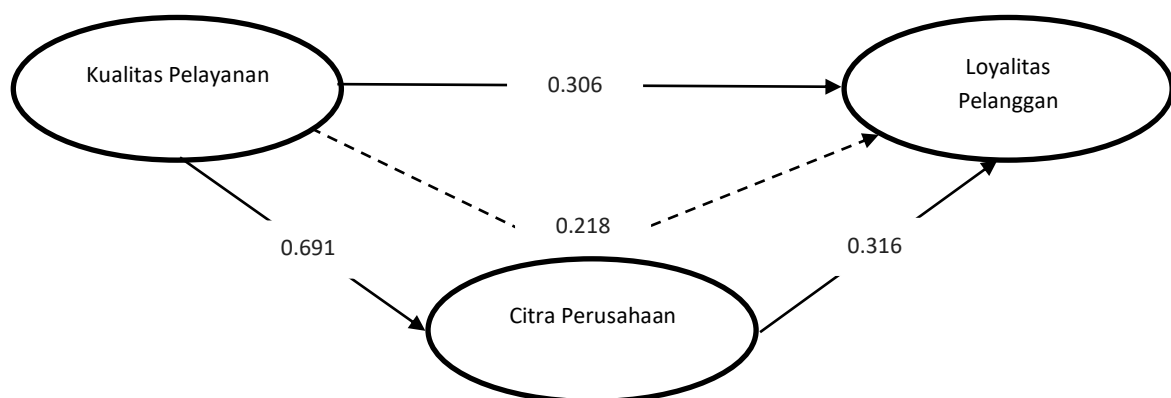 Kualitas Pelayanan
0.306
Loyalitas
Pelanggan
0.218
0.691
0.316
Citra Perusahaan